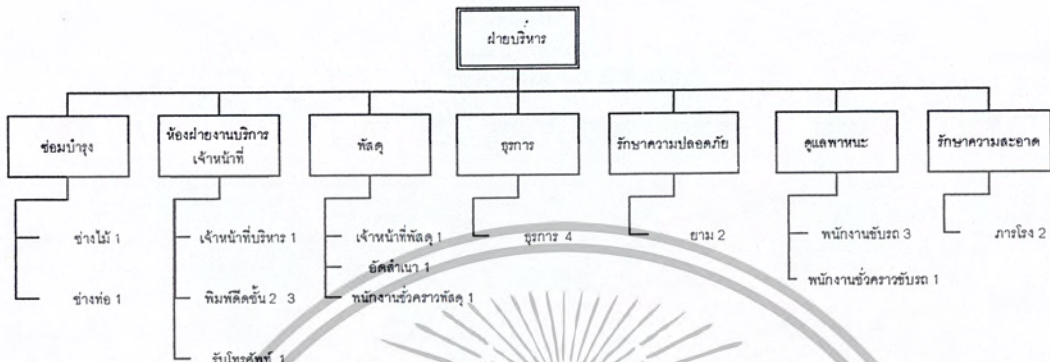 ฝ่ายบริหาร
ซ่อมบำรุง
ห้องฝ่ายงานบริการ
เจ้าหน้าที่
พัสดุ
ธุรการ
รักษาความปลอดภัย
ดูแลพาหนะ
รักษาความสะอาด
ช่างไม้ 1
เจ้าหน้าที่บริหาร 1
เจ้าหน้าที่พัสดุ 1
ธุรการ 4
ยาม 2
พนักงานขับรถ 3
ภารโรง 2
อัดสำเนา 1
พนักงานชั่วคราวขับรถ 1
ช่างท่อ 1
พิมพ์ดีดชั้น 2 3
พนักงานชั่วคราวพัสดุ 1
รับโทรศัพท์ 1